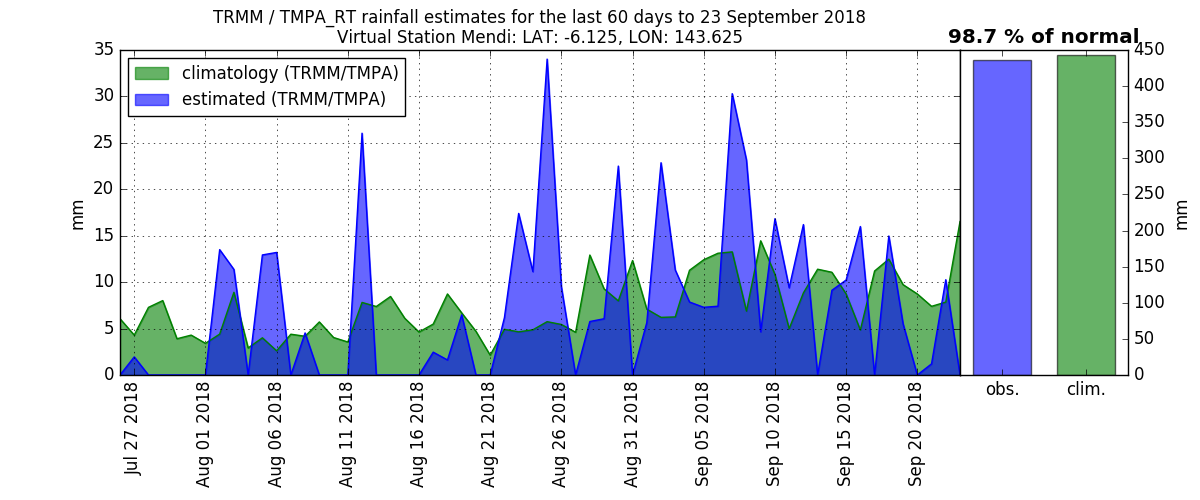 TRMM / TMPA_RT rainfall estimates for the last 60 days to 23 September 2018
Virtual Station Mendi: LAT: -6.125, LON: 143.625
98.7 % of normal
climatology (TRMM/TMPA)
estimated (TRMM/TMPA)
35
30
25
20
15
10
5
0
mm
Jul 27 2018
Aug 01 2018
Aug 06 2018
Aug 11 2018
Aug 16 2018
Aug 21 2018
Aug 26 2018
Aug 31 2018
Sep 05 2018
Sep 10 2018
Sep 15 2018
Sep 20 2018
obs.
clim.
450
400
350
300
250
200
150
100
50
0
mm